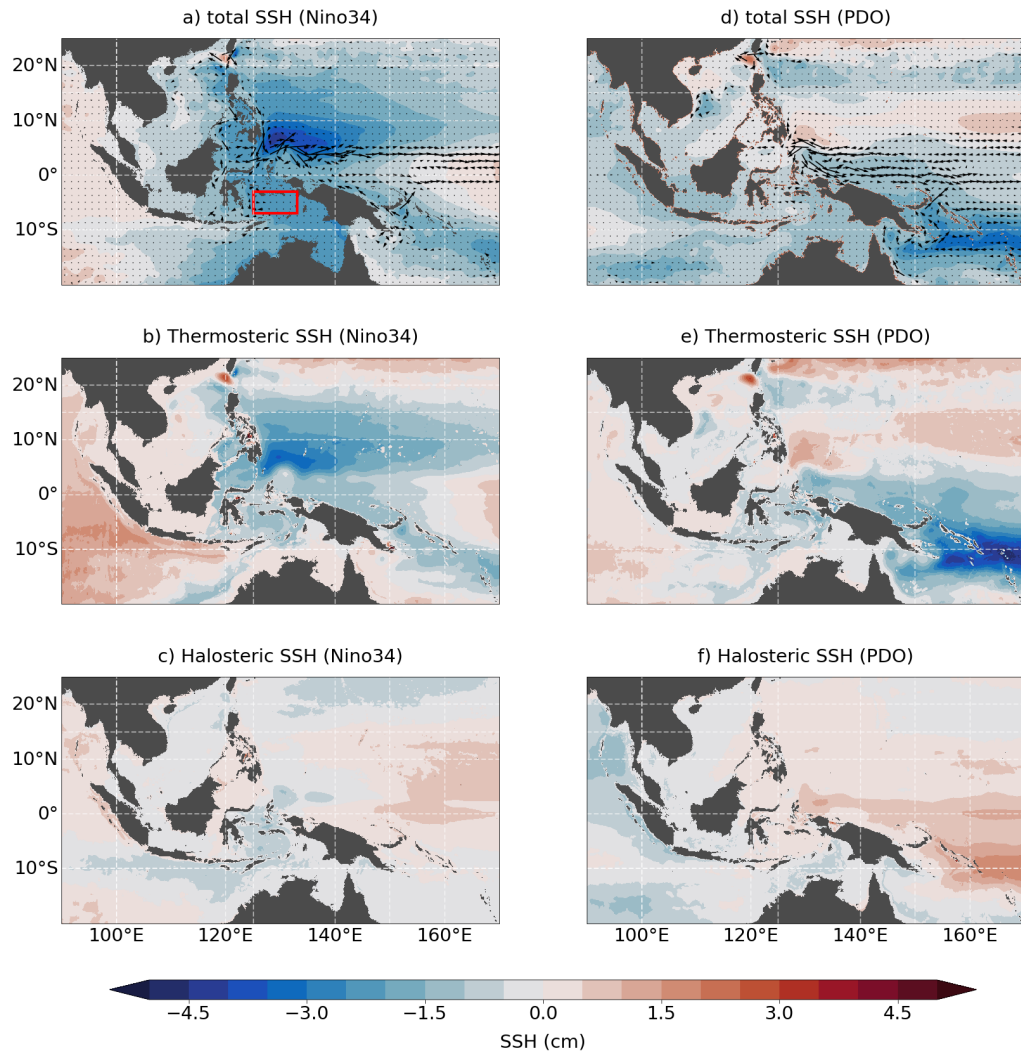 a) total SSH (Nino34)
d) total SSH (PDO)
20°N
10°N
0°
10°S
b) Thermosteric SSH (Nino34)
e) Thermosteric SSH (PDO)
20°N
10°N
0°
10°S
c) Halosteric SSH (Nino34)
f) Halosteric SSH (PDO)
20°N
10°N
0°
10°S
100°E 120°E 140°E 160°E 100°E 120°E 140°E 160°E
−4.5 −3.0 −1.5 0.0 1.5 3.0 4.5
SSH (cm)